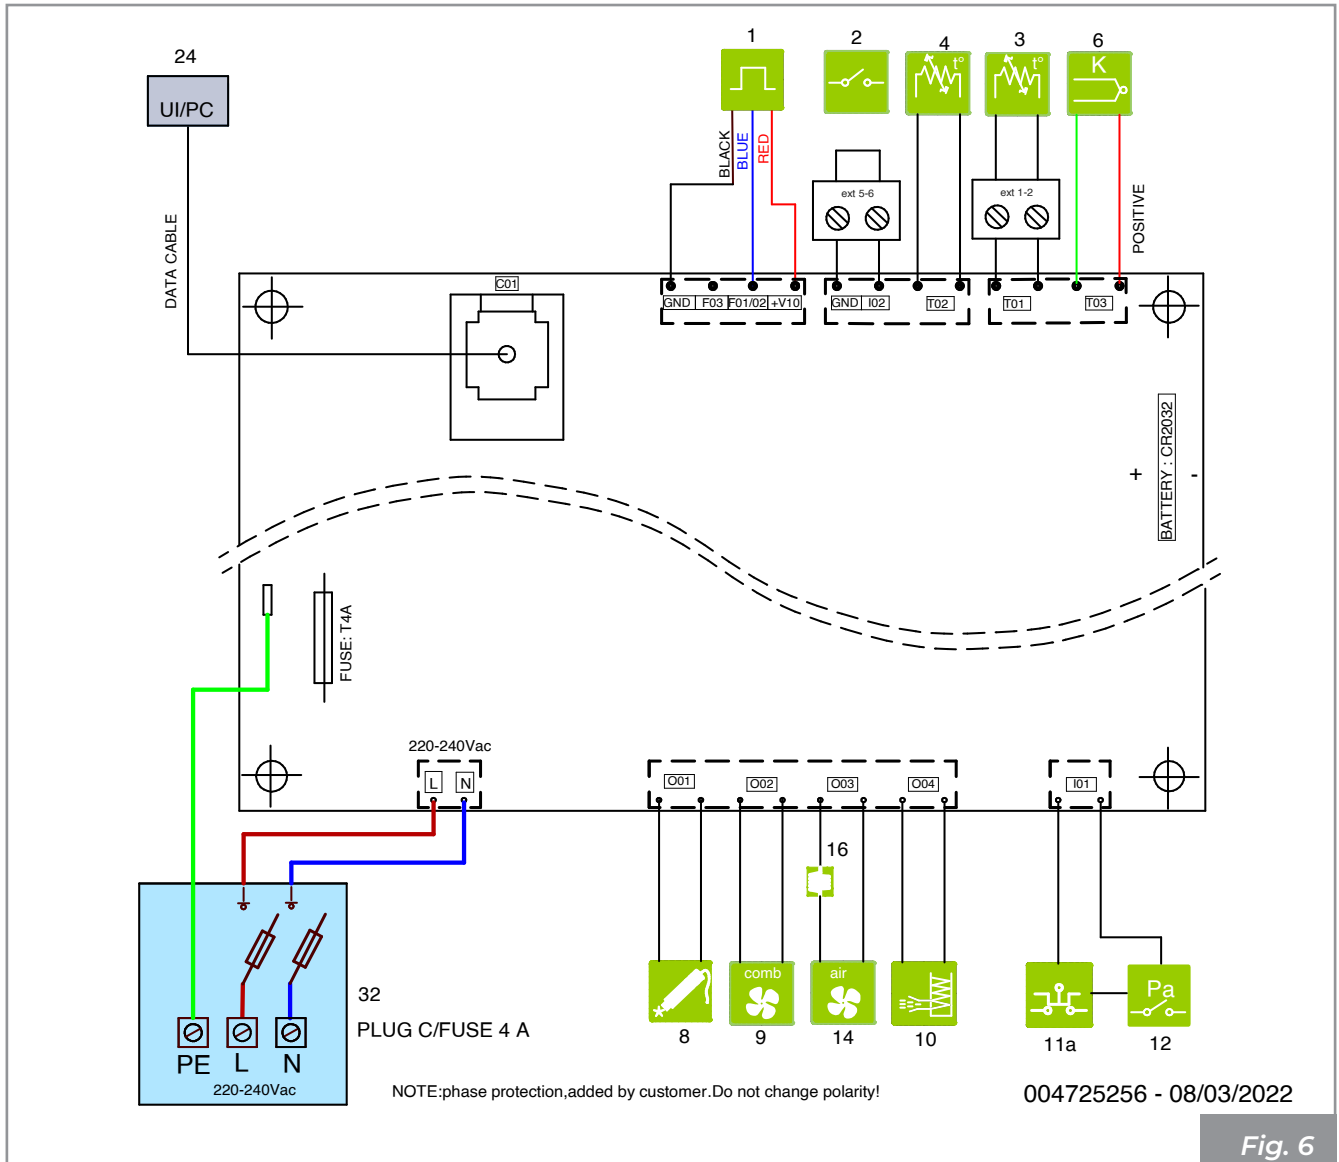 24
UI/PC
DATA CABLE
1
2
4
3
6
t°
t°
K
BLACK
BLUE
RED
POSITIVE
ext 5-6
ext 1-2
C01
GND F03 F01/02 +V10
GND I02 T02
T01 T03
+ -
BATTERY : CR2032
FUSE: T4A
220-240Vac
L N
O01 O02 O03 O04
I01
16
comb
air
Pa
8
9
14
10
11a
12
32
PLUG C/FUSE 4 A
PE L N
220-240Vac
NOTE:phase protection,added by customer.Do not change polarity!
004725256 - 08/03/2022
Fig. 6